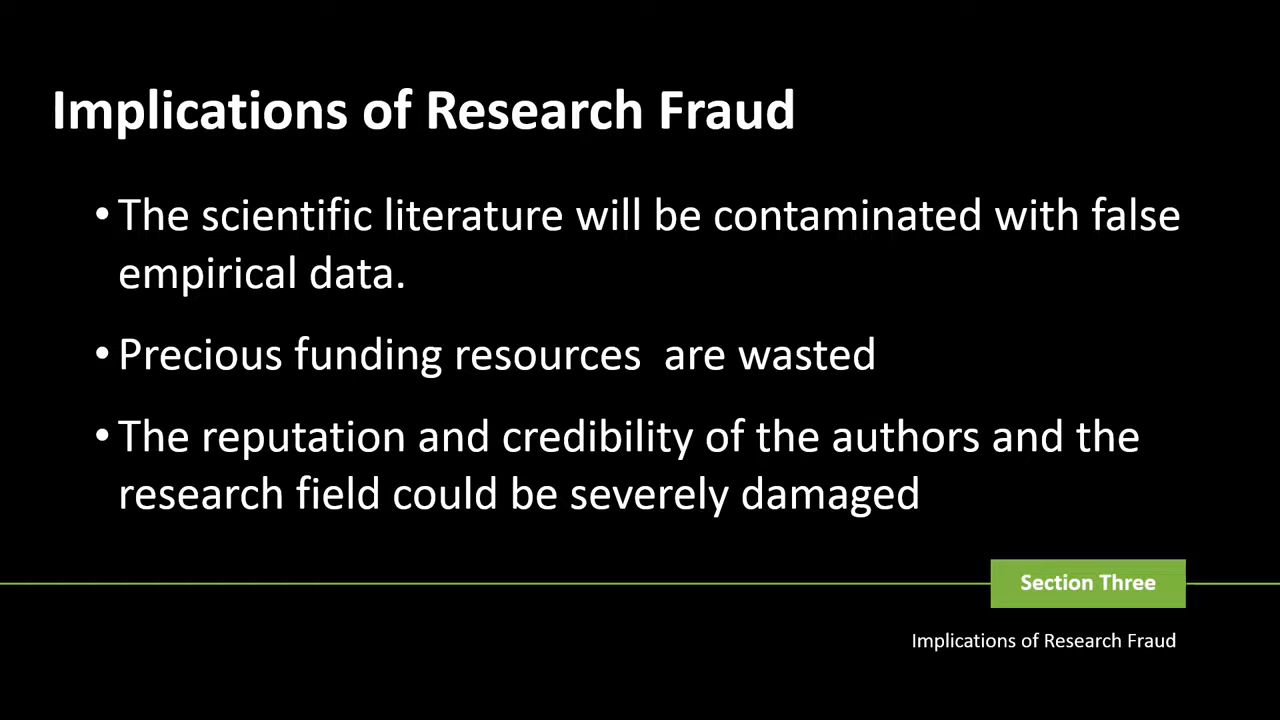 Implications of Research Fraud
•The scientific literature will be contaminated with false
empirical data.
•Precious funding resources  are wasted
•The reputation and credibility of the authors and the
research field could be severely damaged
Section Three
Implications of Research Fraud